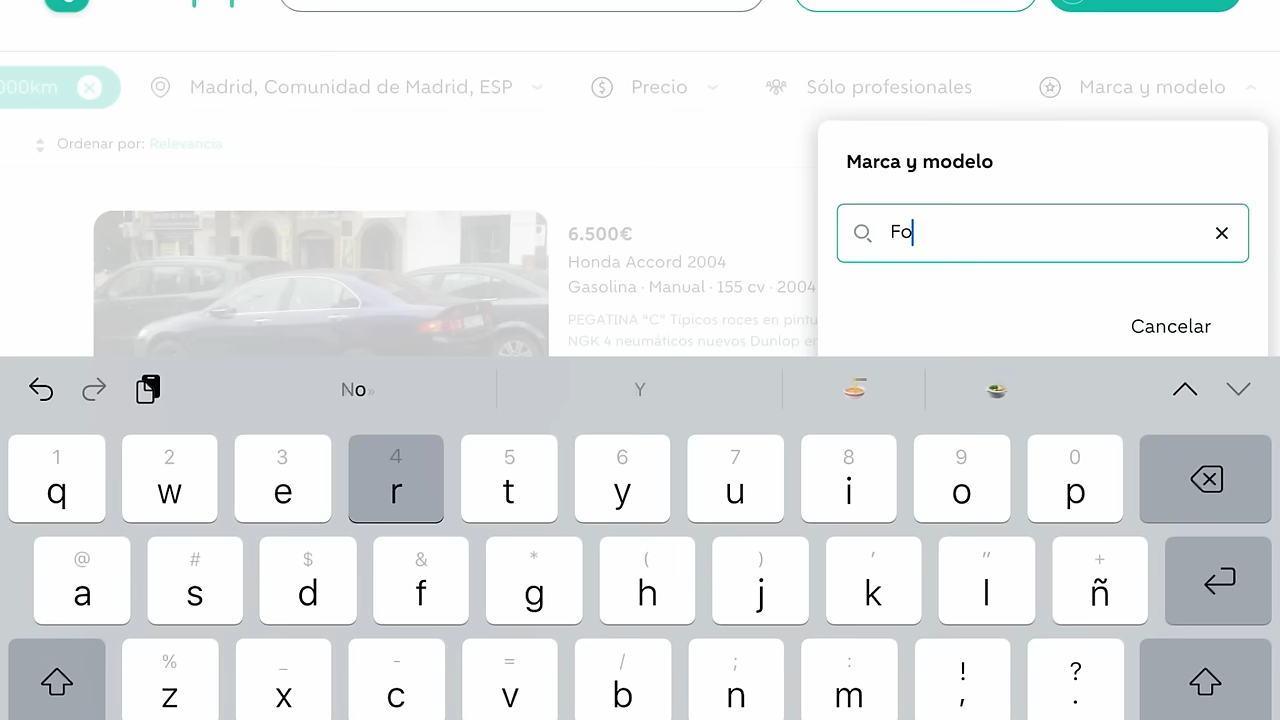 000km
Madrid, Comunidad de Madrid, ESP
Precio
Sólo profesionales
Marca y modelo
Ordenar por: Relevancia
Marca y modelo
Fo
Cancelar
6.500€
Honda Accord 2004
Gasolina · Manual · 155 cv · 2004
PEGATINA "C" Típicos roces en pintu
NGK 4 neumáticos nuevos Dunlop en
No»
Y
1 2 3 4 5 6 7 8 9 0
q w e r t y u i o p
@ # $ & * ( ) ' " +
a s d f g h j k l ñ
% _ - = / ; : ! ?
z x c v b n m , .